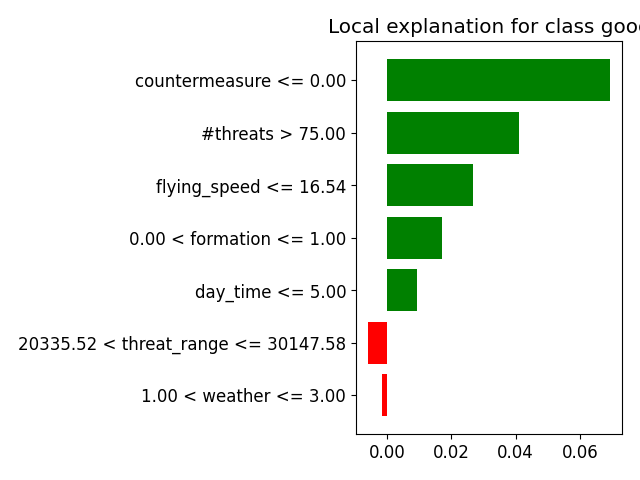 Local explanation for class good
countermeasure <= 0.00
#threats > 75.00
flying_speed <= 16.54
0.00 < formation <= 1.00
day_time <= 5.00
20335.52 < threat_range <= 30147.58
1.00 < weather <= 3.00
0.00 0.02 0.04 0.06